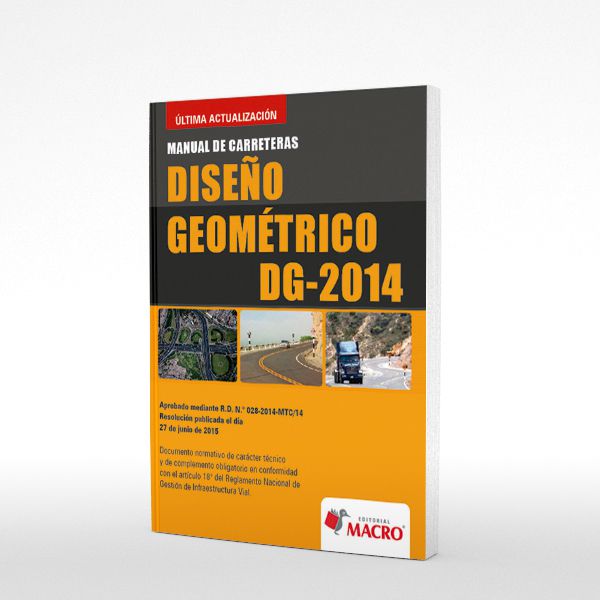 ÚLTIMA ACTUALIZACIÓN
MANUAL DE CARRETERAS
DISEÑO
GEOMÉTRICO
DG-2014
Aprobado mediante R.D. N.° 028-2014-MTC/14
Resolución publicada el día
27 de junio de 2015
Documento normativo de carácter técnico
y de complemento obligatorio en conformidad
con el artículo 18° del Reglamento Nacional de
Gestión de Infraestructura Vial.
EDITORIAL
MACRO®